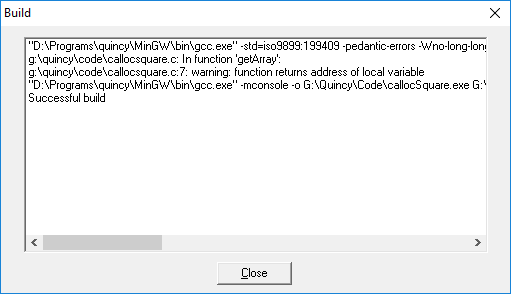 Build
"D:\Programs\quincy\MinGW\bin\gcc.exe" -std=iso9899:199409 -pedantic-errors -Wno-long-long
g:\quincy\code\callocsquare.c: In function 'getArray':
g:\quincy\code\callocsquare.c:7: warning: function returns address of local variable
"D:\Programs\quincy\MinGW\bin\gcc.exe" -mconsole -o G:\Quincy\Code\callocSquare.exe G:\
Successful build
Close